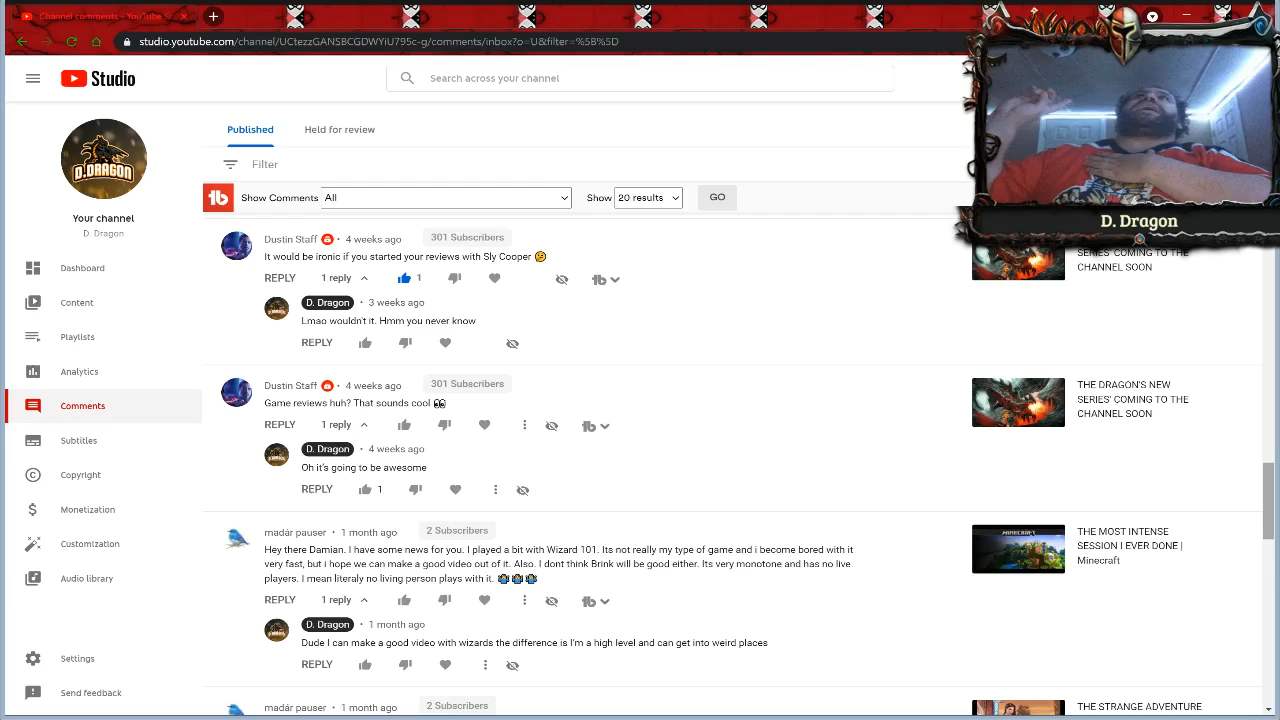 Channel comments - YouTube
studio.youtube.com/channel/UCtezzGANSBCGDWYiU795c-g/comments/inbox?o=U&filter=%5B%5D
Studio
Search across your channel
D.DRAGON
Your channel
D. Dragon
Dashboard
Content
Playlists
Analytics
Comments
Subtitles
Copyright
Monetization
Customization
Audio library
Settings
Send feedback
Published
Held for review
Filter
tb
Show Comments
All
Show
20 results
GO
D. Dragon
Dustin Staff • 4 weeks ago 301 Subscribers
It would be ironic if you started your reviews with Sly Cooper
REPLY 1 reply 1 tb
D. Dragon • 3 weeks ago
Lmao wouldn't it. Hmm you never know
REPLY
SERIES' COMING TO THE
CHANNEL SOON
Dustin Staff • 4 weeks ago 301 Subscribers
Game reviews huh? That sounds cool 👀
REPLY 1 reply tb
D. Dragon • 4 weeks ago
Oh it's going to be awesome
REPLY 1
THE DRAGON'S NEW
SERIES' COMING TO THE
CHANNEL SOON
madár pauser • 1 month ago 2 Subscribers
Hey there Damian. I have some news for you. I played a bit with Wizard 101. Its not really my type of game and i become bored with it
very fast, but i hope we can make a good video out of it. Also. I dont think Brink will be good either. Its very monotone and has no live
players. I mean literaly no living person plays with it.
REPLY 1 reply tb
D. Dragon • 1 month ago
Dude I can make a good video with wizards the difference is I'm a high level and can get into weird places
REPLY
MINECRAFT
THE MOST INTENSE
SESSION I EVER DONE |
Minecraft
madár pauser • 1 month ago 2 Subscribers
THE STRANGE ADVENTURE